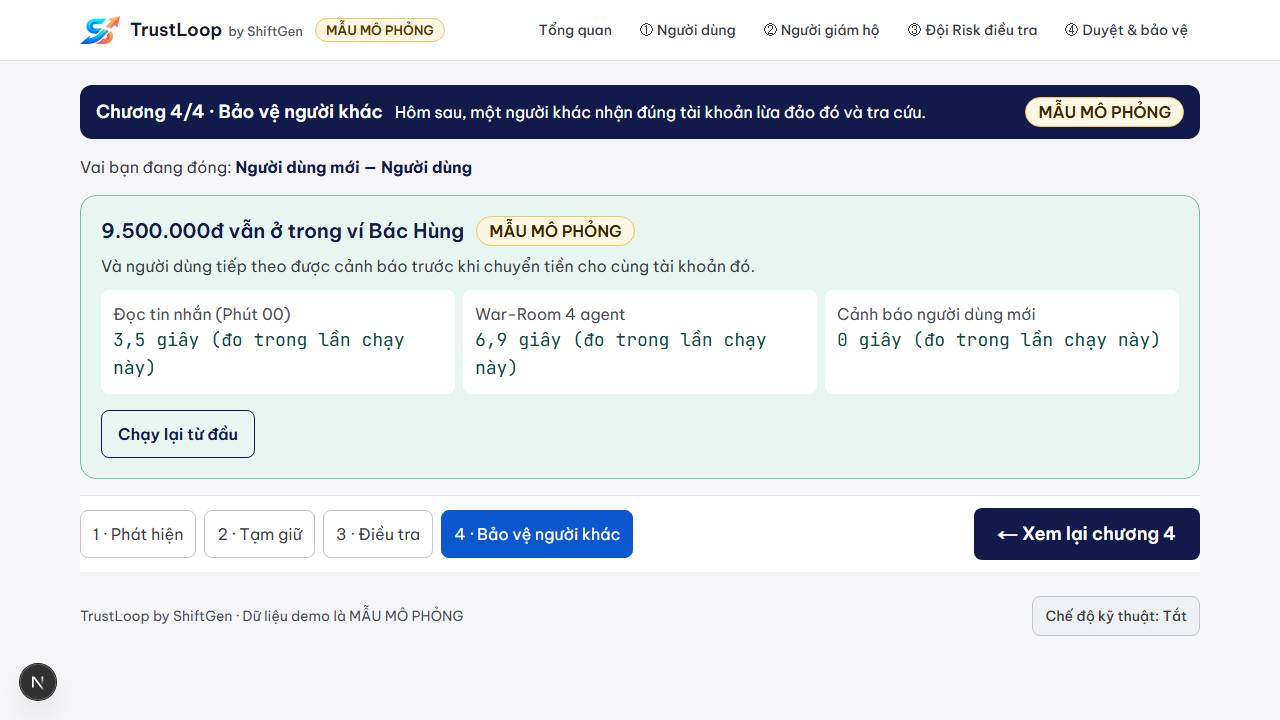 TrustLoop by ShiftGen MẪU MÔ PHỎNG Tổng quan ① Người dùng ② Người giám hộ ③ Đội Risk điều tra ④ Duyệt & bảo vệ
Chương 4/4 · Bảo vệ người khác Hôm sau, một người khác nhận đúng tài khoản lừa đảo đó và tra cứu. MẪU MÔ PHỎNG
Vai bạn đang đóng: Người dùng mới — Người dùng
9.500.000đ vẫn ở trong ví Bác Hùng MẪU MÔ PHỎNG
Và người dùng tiếp theo được cảnh báo trước khi chuyển tiền cho cùng tài khoản đó.
Đọc tin nhắn (Phút 00)
3,5 giây (đo trong lần chạy
này)
War-Room 4 agent
6,9 giây (đo trong lần chạy
này)
Cảnh báo người dùng mới
0 giây (đo trong lần chạy này)
Chạy lại từ đầu
1 · Phát hiện 2 · Tạm giữ 3 · Điều tra 4 · Bảo vệ người khác ← Xem lại chương 4
TrustLoop by ShiftGen · Dữ liệu demo là MẪU MÔ PHỎNG Chế độ kỹ thuật: Tắt
N